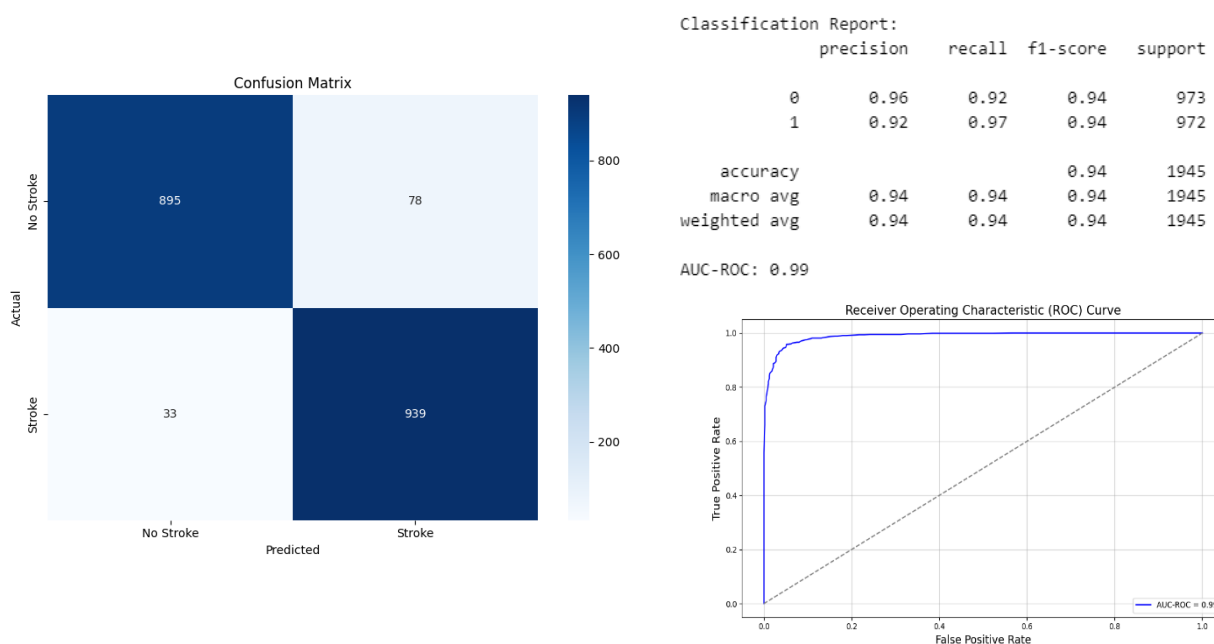 Confusion Matrix
No Stroke
Stroke
Actual
895
78
33
939
No Stroke
Stroke
Predicted
800
600
400
200
Classification Report:
precision recall f1-score support
0 0.96 0.92 0.94 973
1 0.92 0.97 0.94 972
accuracy 0.94 1945
macro avg 0.94 0.94 0.94 1945
weighted avg 0.94 0.94 0.94 1945
AUC-ROC: 0.99
Receiver Operating Characteristic (ROC) Curve
True Positive Rate
1.0
0.8
0.6
0.4
0.2
0.0
0.0 0.2 0.4 0.6 0.8 1.0
False Positive Rate
AUC-ROC = 0.99